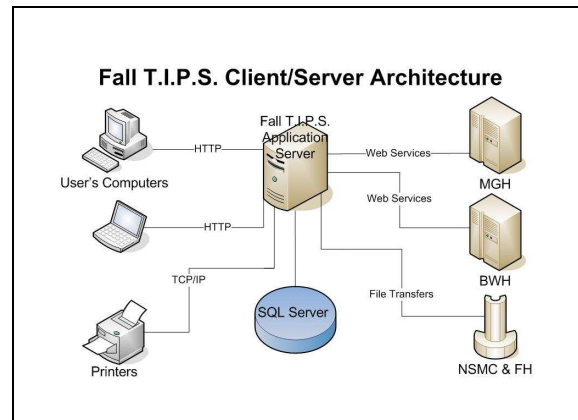 Fall T.I.P.S. Client/Server Architecture
Fall T.I.P.S.
Application
Server
HTTP
Web Services
User's Computers
MGH
Web Services
HTTP
TCP/IP
BWH
File Transfers
SQL Server
Printers
NSMC & FH